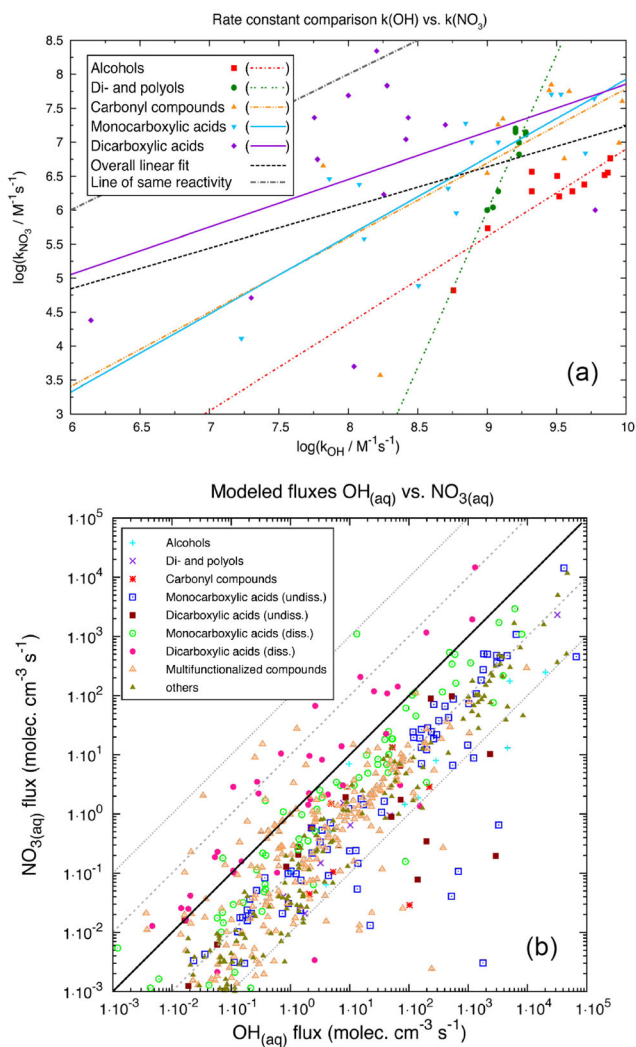 Rate constant comparison k(OH) vs. k(NO3)
8.5
8
7.5
7
6.5
6
5.5
5
4.5
4
3.5
3
log(kNO3 / M-1s-1)
Alcohols ( )
Di- and polyols ( )
Carbonyl compounds ( )
Monocarboxylic acids ( )
Dicarboxylic acids ( )
Overall linear fit
Line of same reactivity
(a)
6 6.5 7 7.5 8 8.5 9 9.5 10
log(kOH / M-1s-1)
Modeled fluxes OH(aq) vs. NO3(aq)
1·10^5
1·10^4
1·10^3
1·10^2
1·10^1
1·10^0
1·10^-1
1·10^-2
1·10^-3
NO3(aq) flux (molec. cm-3 s-1)
Alcohols
Di- and polyols
Carbonyl compounds
Monocarboxylic acids (undiss.)
Dicarboxylic acids (undiss.)
Monocarboxylic acids (diss.)
Dicarboxylic acids (diss.)
Multifunctionalized compounds
others
(b)
1·10^-3 1·10^-2 1·10^-1 1·10^0 1·10^1 1·10^2 1·10^3 1·10^4 1·10^5
OH(aq) flux (molec. cm-3 s-1)